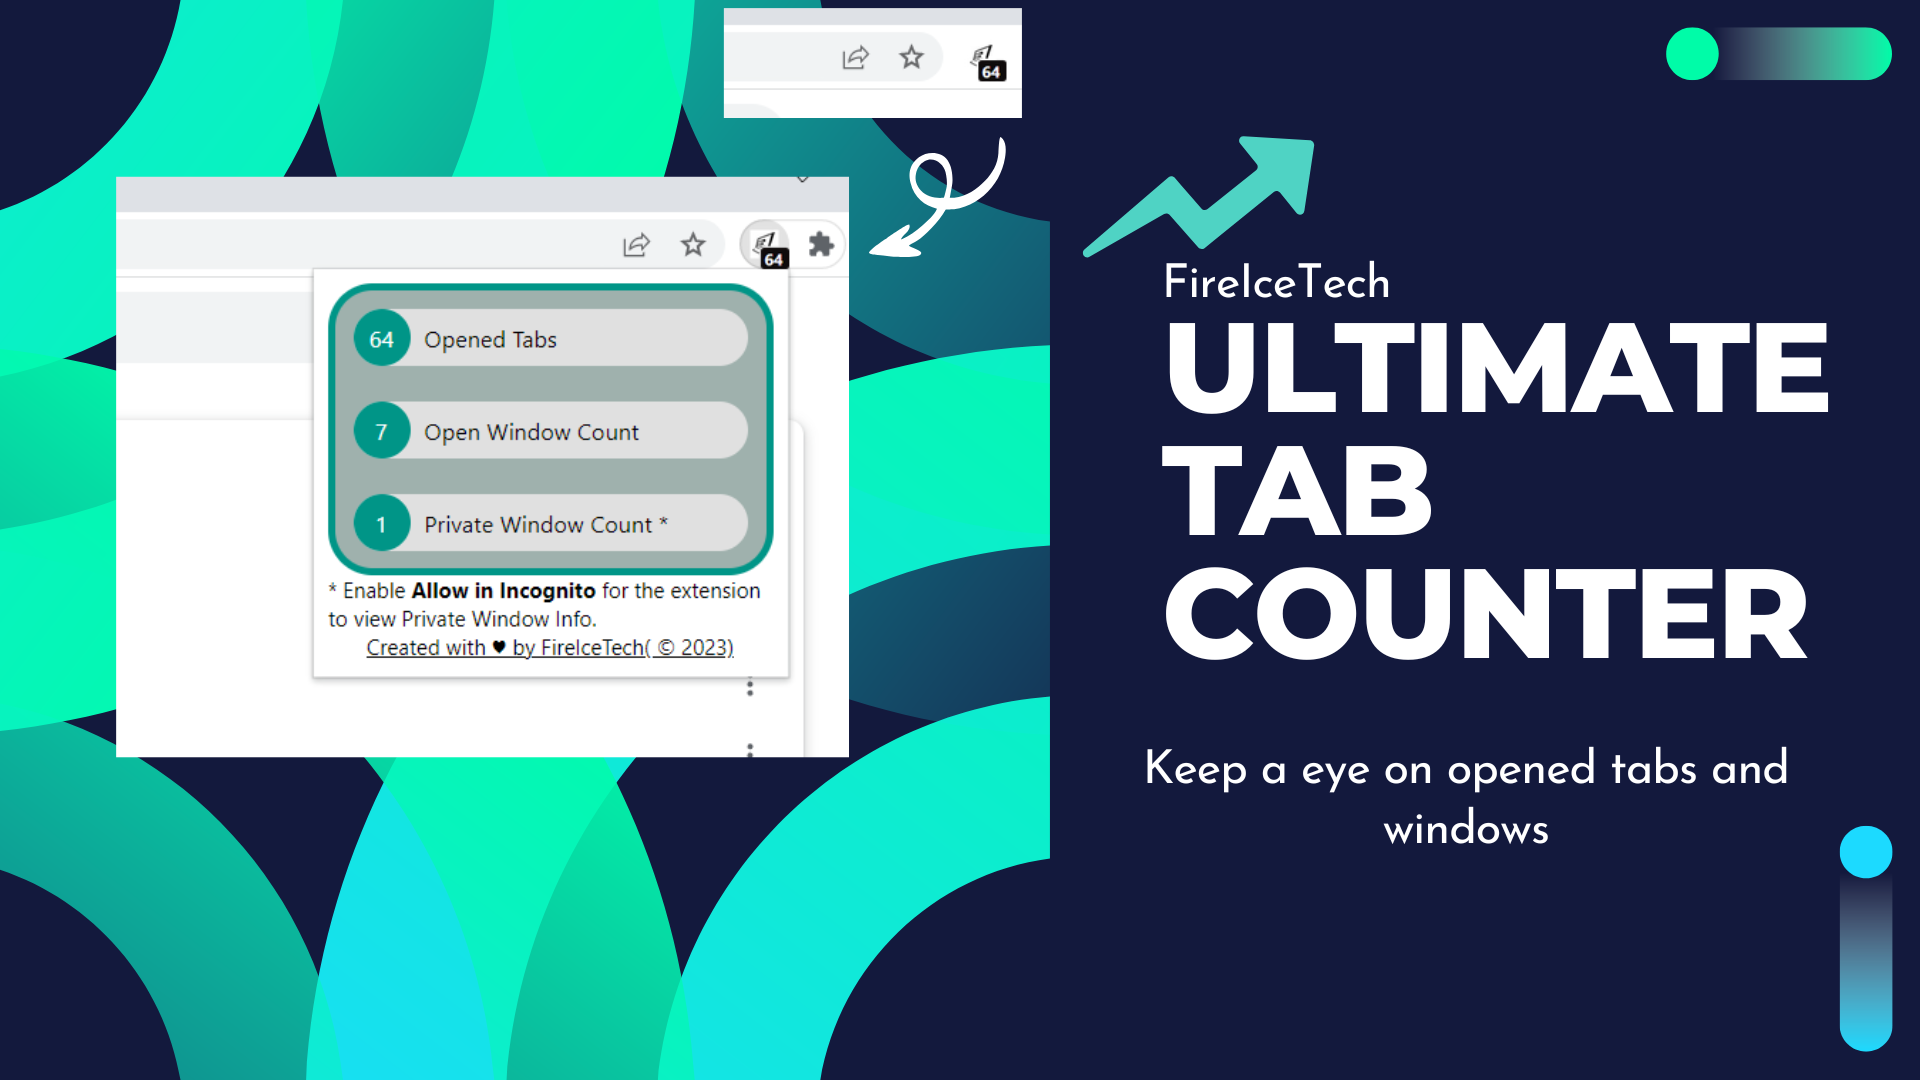 64
64
64 Opened Tabs
7 Open Window Count
1 Private Window Count *
* Enable Allow in Incognito for the extension
to view Private Window Info.
Created with ♥ by FireIceTech( © 2023)
FireIceTech
ULTIMATE
TAB
COUNTER
Keep a eye on opened tabs and
windows